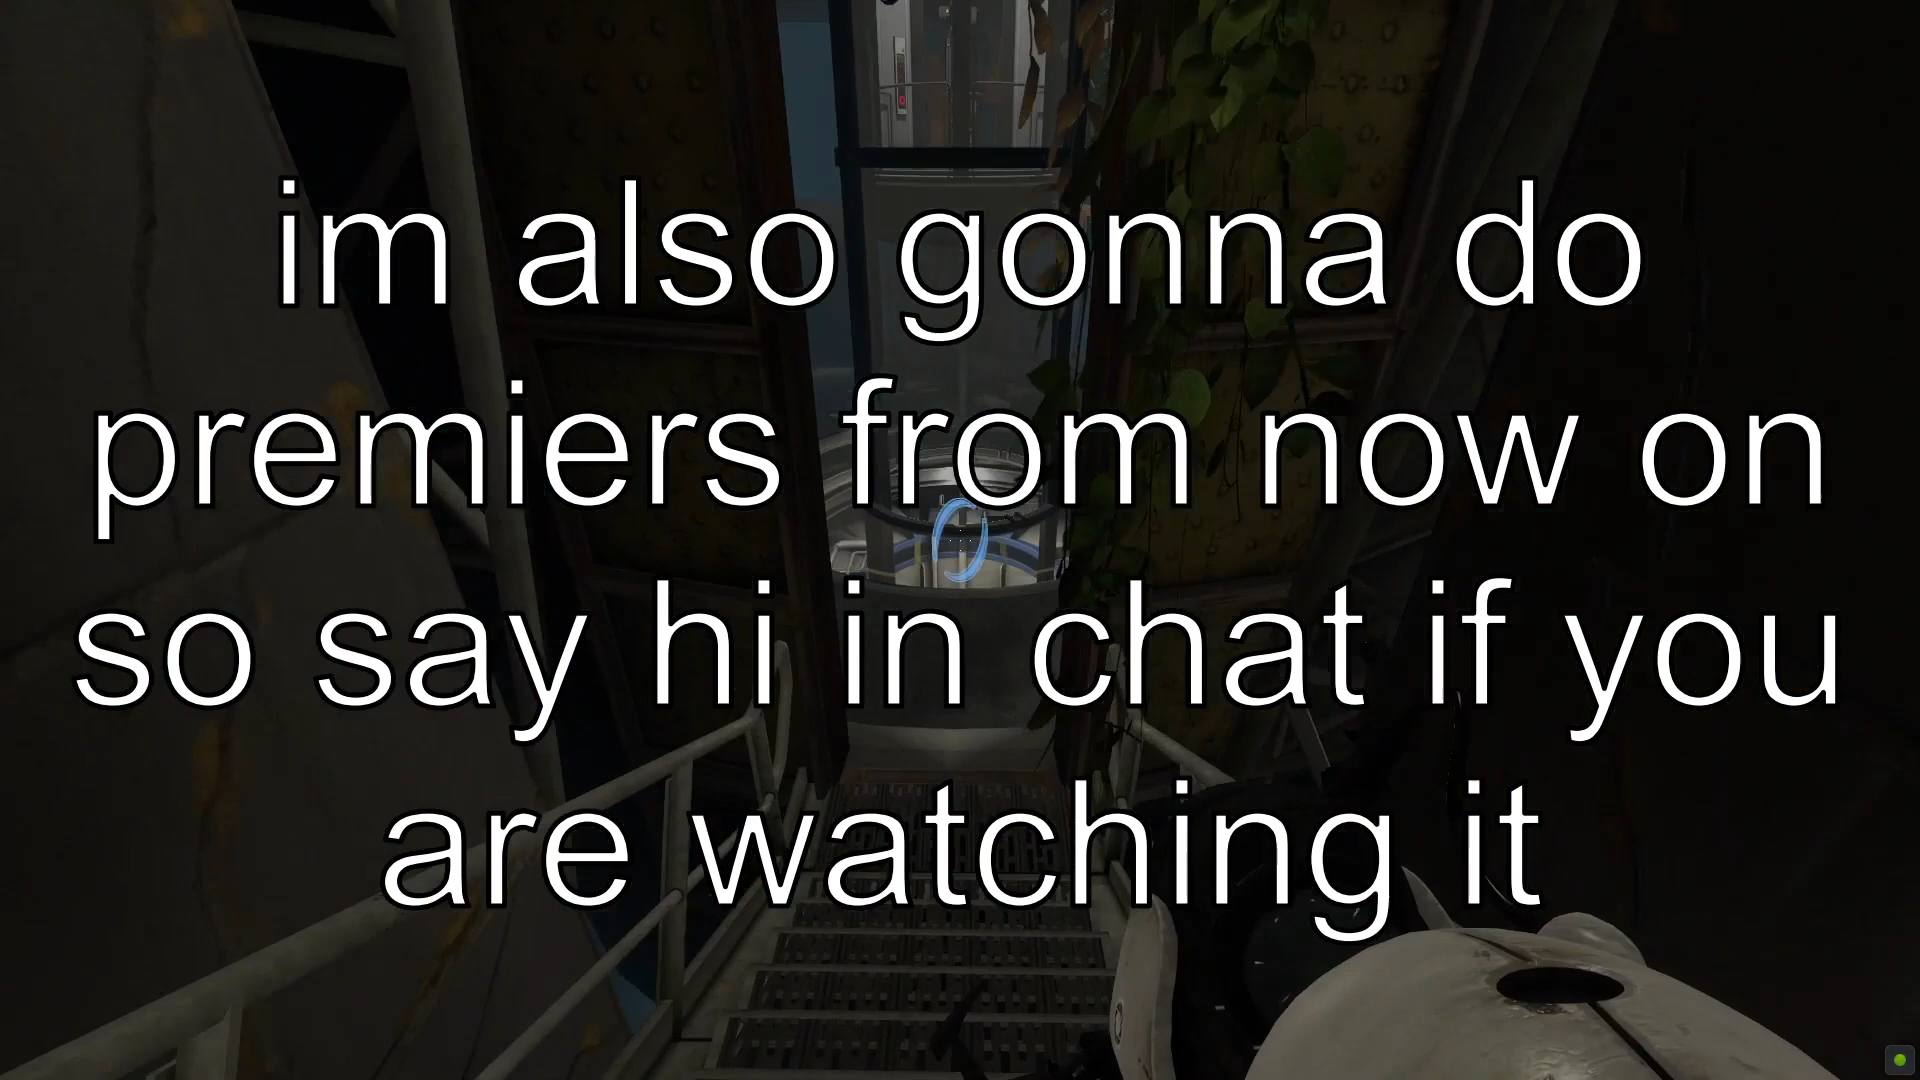 im also gonna do
premiers from now on
so say hi in chat if you
are watching it